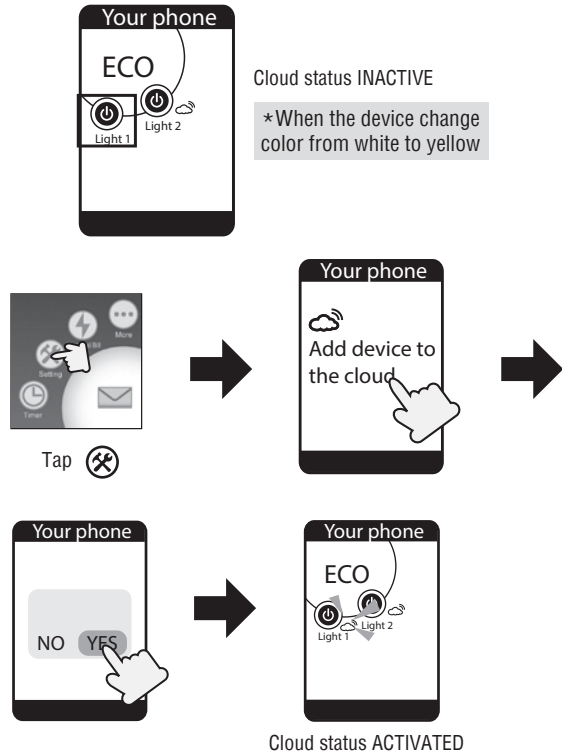 Your phone
ECO
Light 1
Light 2
Cloud status INACTIVE
*When the device change
color from white to yellow
More
Setting
Timer
Tap
Your phone
Add device to
the cloud
Your phone
NO YES
Your phone
ECO
Light 1
Light 2
Cloud status ACTIVATED